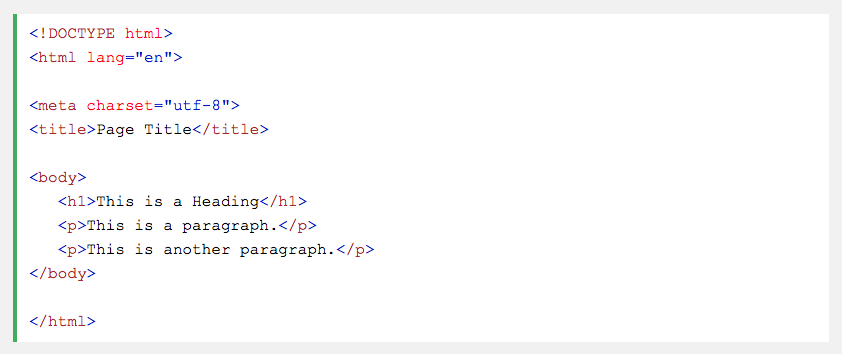 <!DOCTYPE html>
<html lang="en">
<meta charset="utf-8">
<title>Page Title</title>
<body>
<h1>This is a Heading</h1>
<p>This is a paragraph.</p>
<p>This is another paragraph.</p>
</body>
</html>